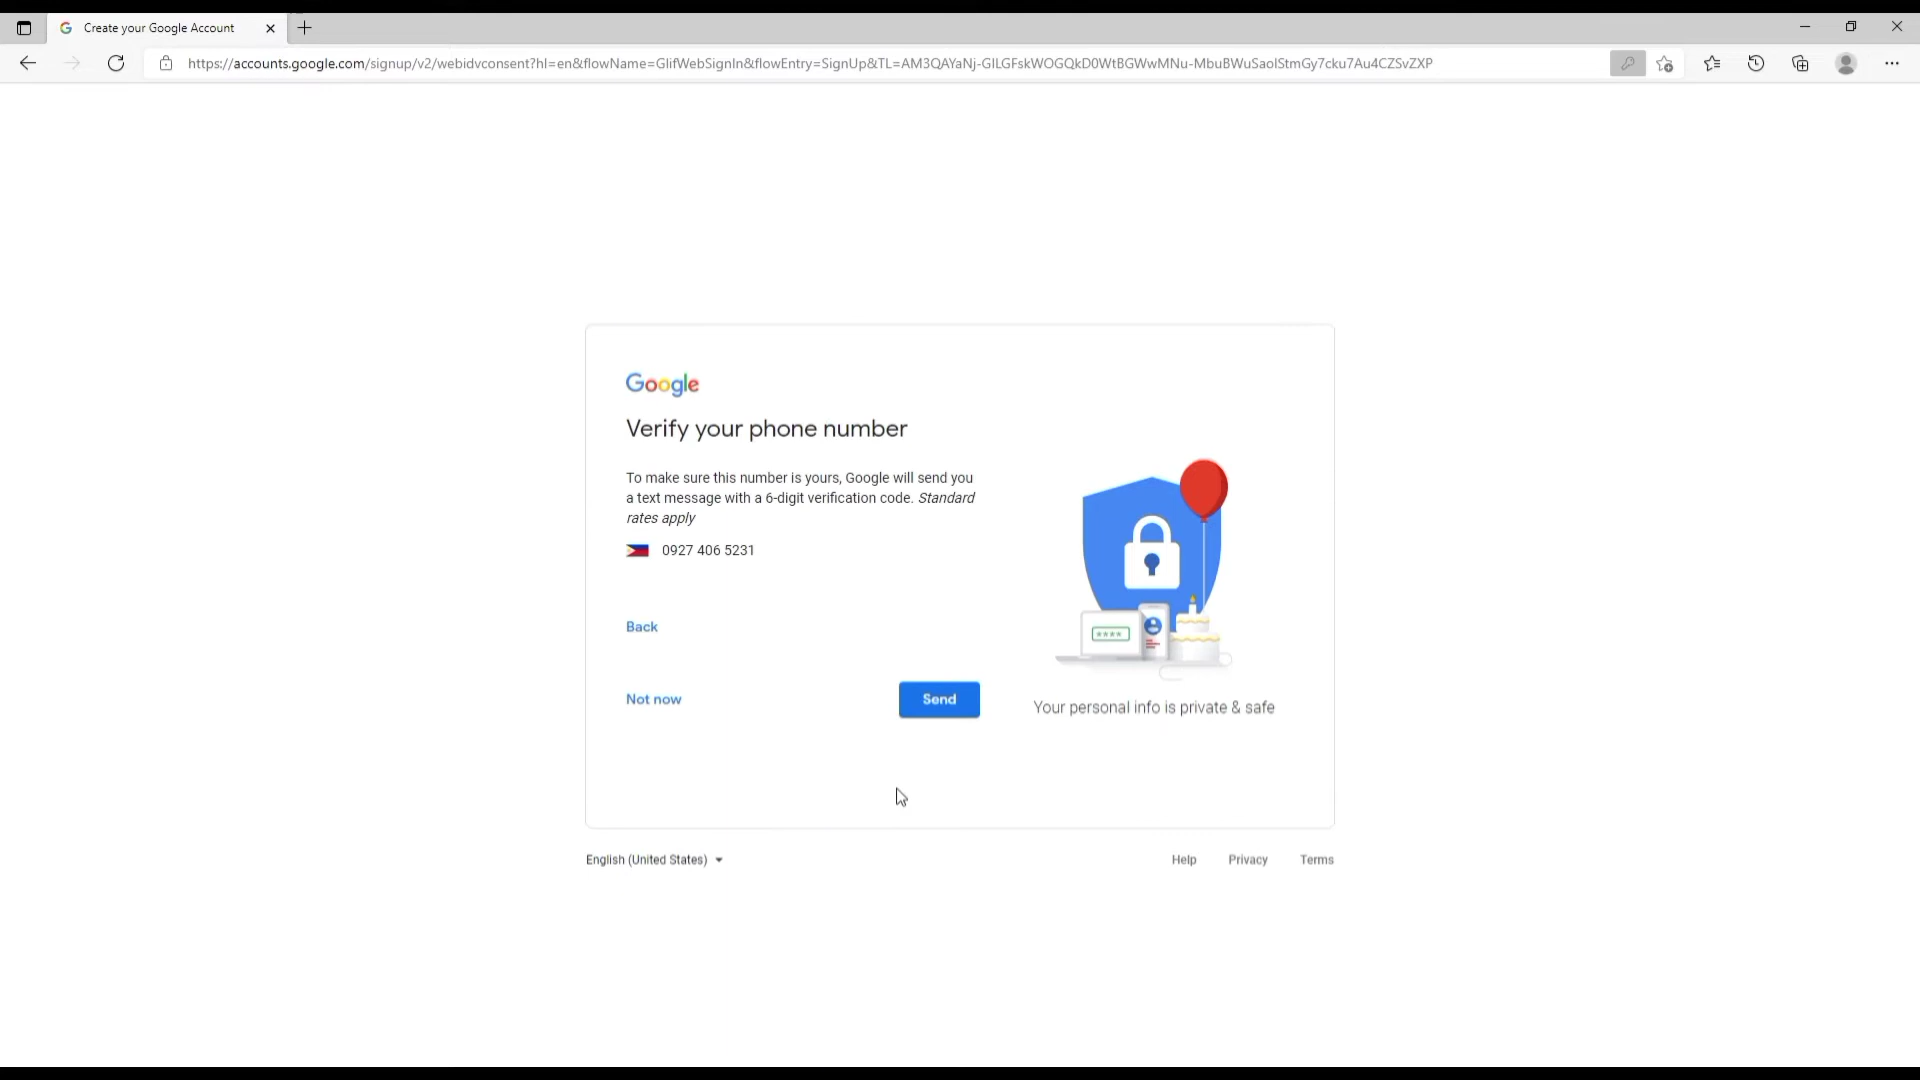 Create your Google Account
https://accounts.google.com/signup/v2/webidvconsent?hl=en&flowName=GlifWebSignIn&flowEntry=SignUp&TL=AM3QAYaNj-GILGFskWOGQkD0WtBGWwMNu-MbuBWuSaoIStmGy7cku7Au4CZSvZXP
Google
Verify your phone number
To make sure this number is yours, Google will send you
a text message with a 6-digit verification code. Standard
rates apply
0927 406 5231
Back
Not now
Send
****
Your personal info is private & safe
English (United States)
Help
Privacy
Terms